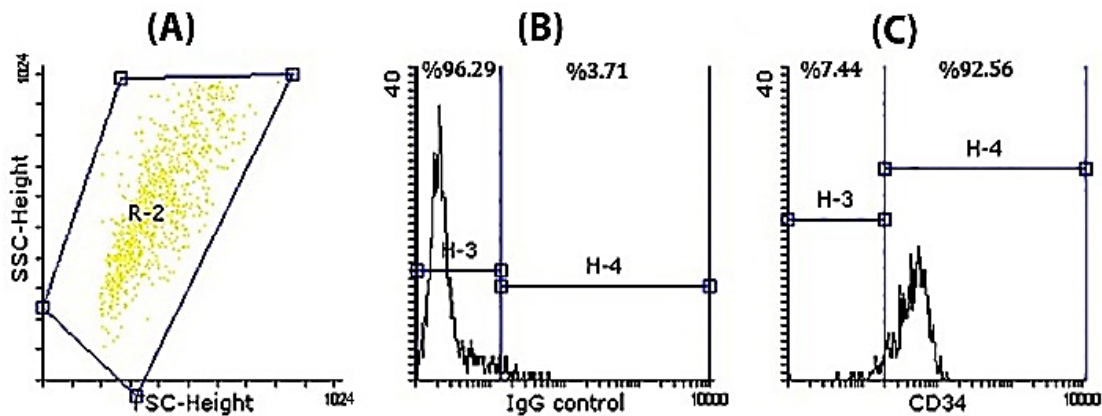 (A)
1024
SSC-Height
R-2
FSC-Height
1024
(B)
40
%96.29
%3.71
H-3
H-4
IgG control
10000
(C)
40
%7.44
%92.56
H-4
H-3
CD34
10000